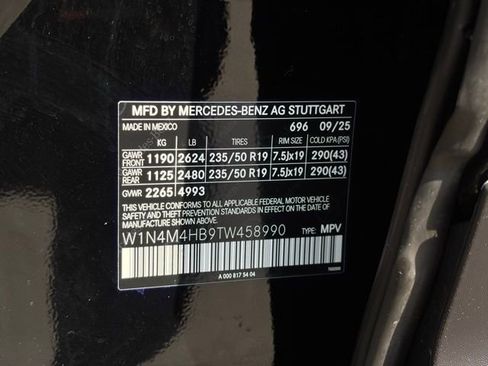 MFD BY MERCEDES-BENZ AG STUTTGART
MADE IN MEXICO 696 09/25
KG LB TIRES RIM SIZE COLD KPA (PSI)
GAWR FRONT 1190 2624 235/50 R19 7.5Jx19 290(43)
GAWR REAR 1125 2480 235/50 R19 7.5Jx19 290(43)
GVWR 2265 4993
THIS VEHICLE CONFORMS TO ALL APPLICABLE FEDERAL MOTOR VEHICLE
SAFETY AND THEFT PREVENTION STANDARDS IN EFFECT
ON THE DATE OF MANUFACTURE SHOWN ABOVE.
W1N4M4HB9TW458990 TYPE: MPV
A 000 817 54 04